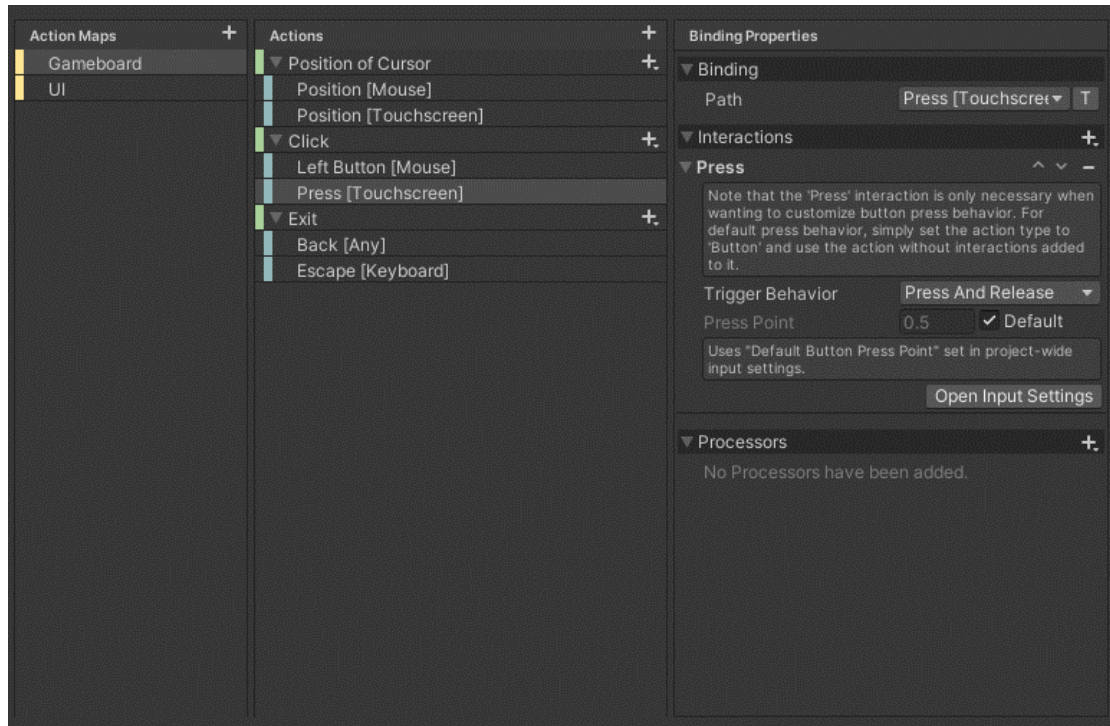 Action Maps
Gameboard
UI
Actions
Position of Cursor
Position [Mouse]
Position [Touchscreen]
Click
Left Button [Mouse]
Press [Touchscreen]
Exit
Back [Any]
Escape [Keyboard]
Binding Properties
Binding
Path Press [Touchscree T
Interactions
Press
Note that the 'Press' interaction is only necessary when
wanting to customize button press behavior. For
default press behavior, simply set the action type to
'Button' and use the action without interactions added
to it.
Trigger Behavior Press And Release
Press Point 0.5 Default
Uses "Default Button Press Point" set in project-wide
input settings.
Open Input Settings
Processors
No Processors have been added.